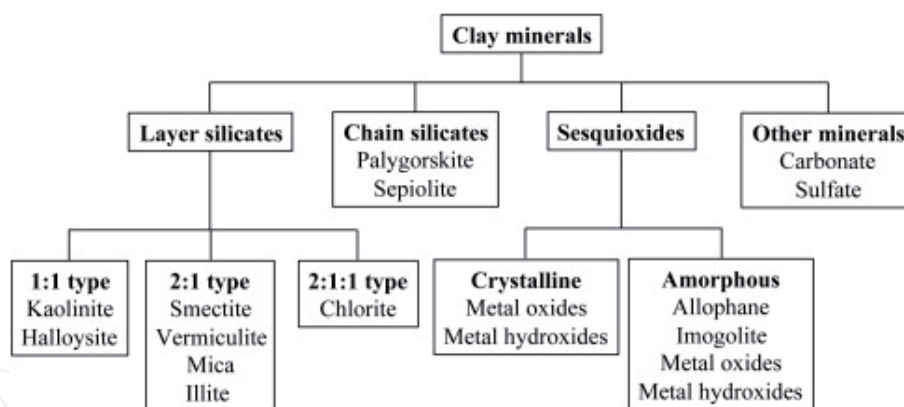 Clay minerals
Layer silicates
Chain silicates
Palygorskite
Sepiolite
Sesquioxides
Other minerals
Carbonate
Sulfate
1:1 type
Kaolinite
Halloysite
2:1 type
Smectite
Vermiculite
Mica
Illite
2:1:1 type
Chlorite
Crystalline
Metal oxides
Metal hydroxides
Amorphous
Allophane
Imogolite
Metal oxides
Metal hydroxides